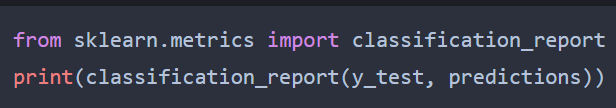 from sklearn.metrics import classification_report
print(classification_report(y_test, predictions))